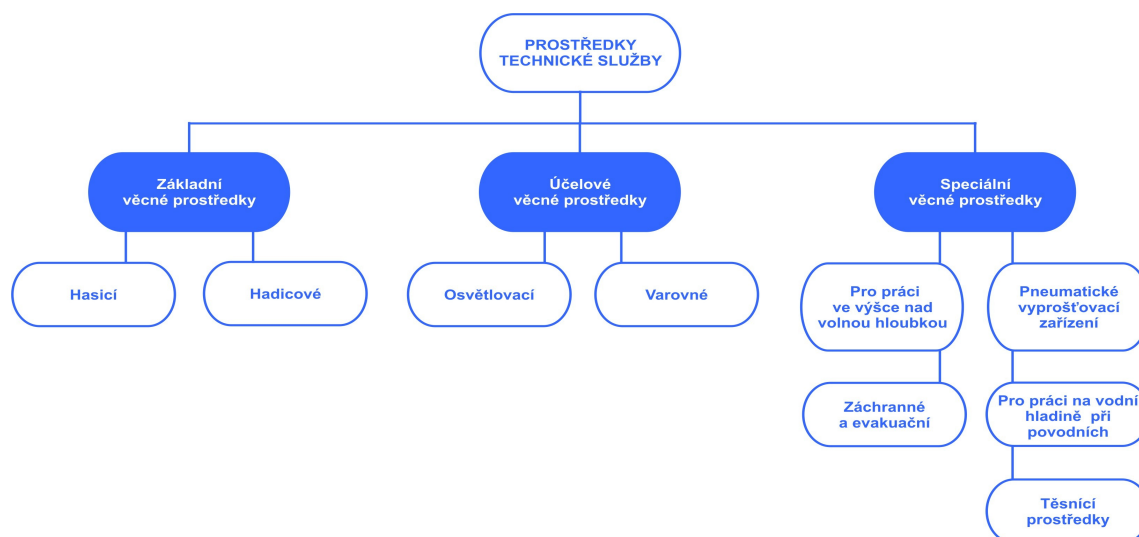 PROSTŘEDKY
TECHNICKÉ SLUŽBY
Základní
věcné prostředky
Účelové
věcné prostředky
Speciální
věcné prostředky
Hasicí
Hadicové
Osvětlovací
Varovné
Pro práci
ve výšce nad
volnou hloubkou
Pneumatické
vyprošťovací
zařízení
Záchranné
a evakuační
Pro práci na vodní
hladině při
povodních
Těsnící
prostředky